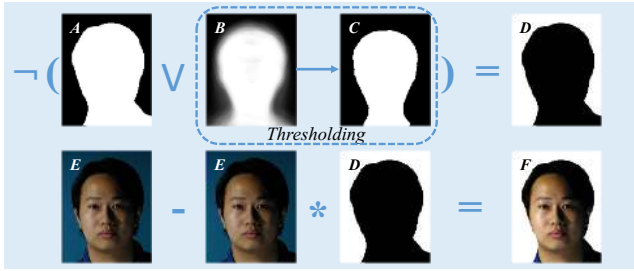 A B C D
¬ ( ∨ ) =
Thresholding
E E D F
- * =